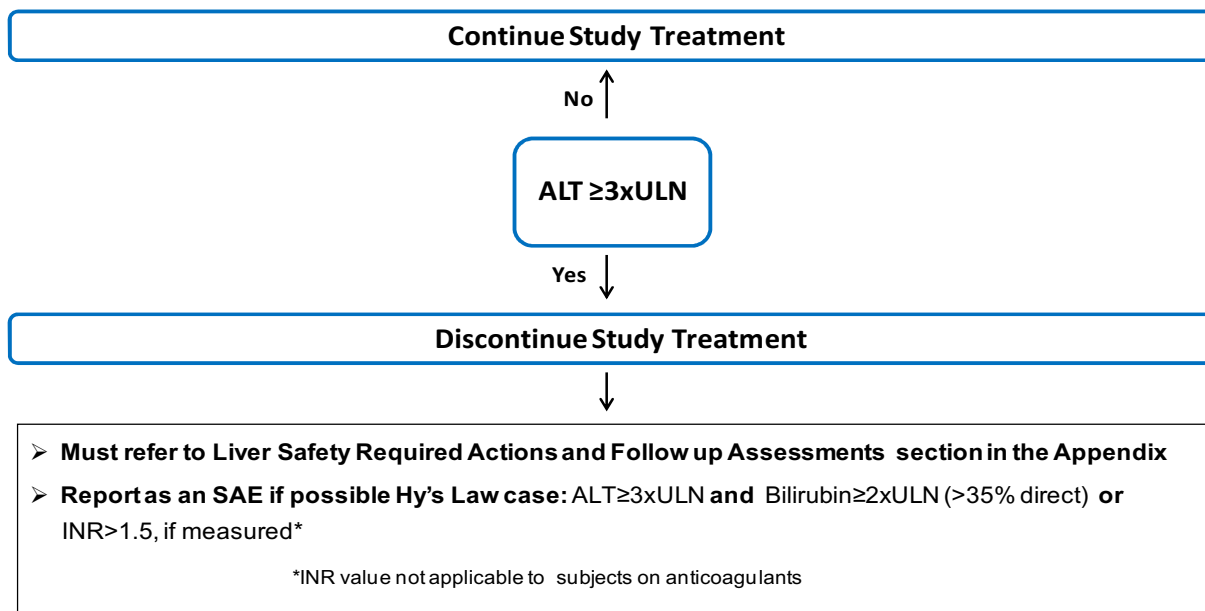 Continue Study Treatment
No
ALT ≥3xULN
Yes
Discontinue Study Treatment
➢ Must refer to Liver Safety Required Actions and Follow up Assessments section in the Appendix
➢ Report as an SAE if possible Hy's Law case: ALT≥3xULN and Bilirubin≥2xULN (>35% direct) or
INR>1.5, if measured*
*INR value not applicable to subjects on anticoagulants